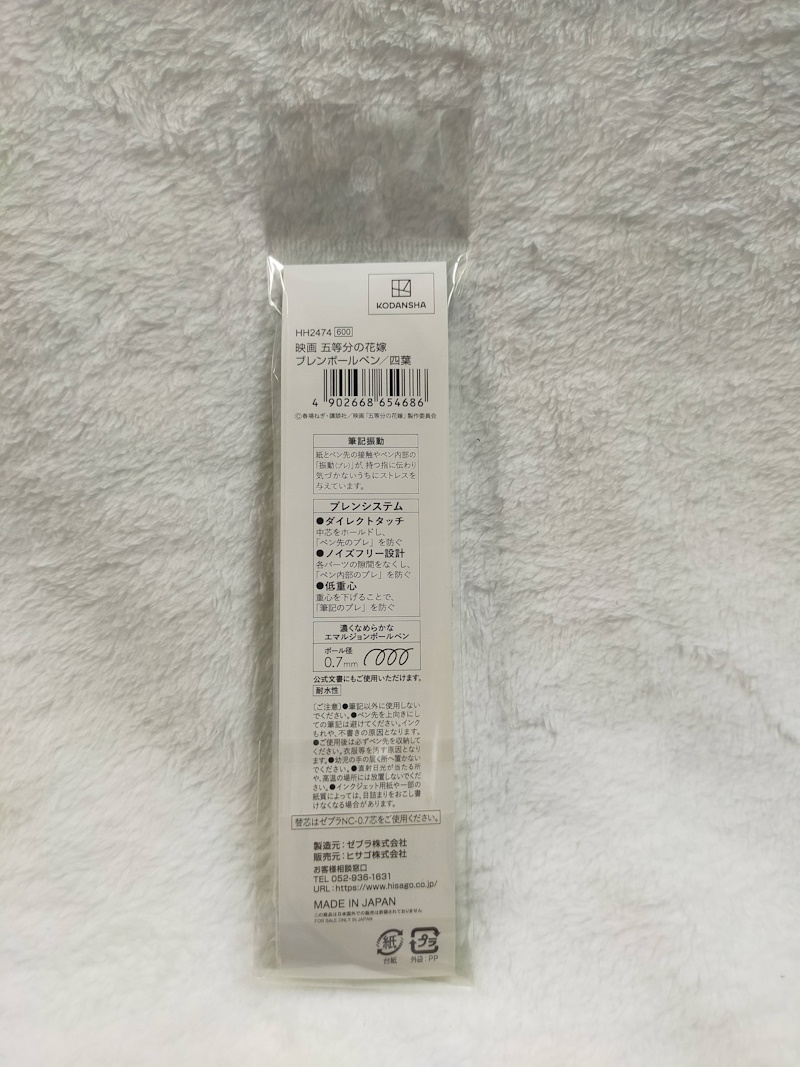 KODANSHA
HH2474 600
映画 五等分の花嫁
ブレンボールペン/四葉
4 902668 654686
©春場ねぎ・講談社/映画「五等分の花嫁」製作委員会
筆記振動
紙とペン先の接触やペン内部の
「振動(ブレ)」が、持つ指に伝わり
気づかないうちにストレスを
与えています。
ブレンシステム
●ダイレクトタッチ
中芯をホールドし、
「ペン先のブレ」を防ぐ
●ノイズフリー設計
各パーツの隙間をなくし、
「ペン内部のブレ」を防ぐ
●低重心
重心を下げることで、
「筆記のブレ」を防ぐ
濃くなめらかな
エマルジョンボールペン
ボール径
0.7mm
公式文書にもご使用いただけます。
耐水性
〔ご注意〕●筆記以外に使用しない
でください。●ペン先を上向きにし
ての筆記は避けてください。インク
もれや、不書きの原因となります。
●ご使用後は必ずペン先を収納して
ください。衣服等を汚す原因となり
ます。●幼児の手の届く所へ置かない
でください。●直射日光が当たる所
や、高温の場所には放置しないでくだ
さい。●インクジェット用紙や一部の
紙質によっては、目詰まりをおこし書
けなくなる場合があります。
替芯はゼブラNC-0.7芯をご使用ください。
製造元:ゼブラ株式会社
販売元:ヒサゴ株式会社
お客様相談窓口
TEL 052-936-1631
URL:https://www.hisago.co.jp/
MADE IN JAPAN
この商品は日本国外での販売は許諾されておりません
FOR SALE ONLY IN JAPAN
紙 プラ
台紙 外袋:PP